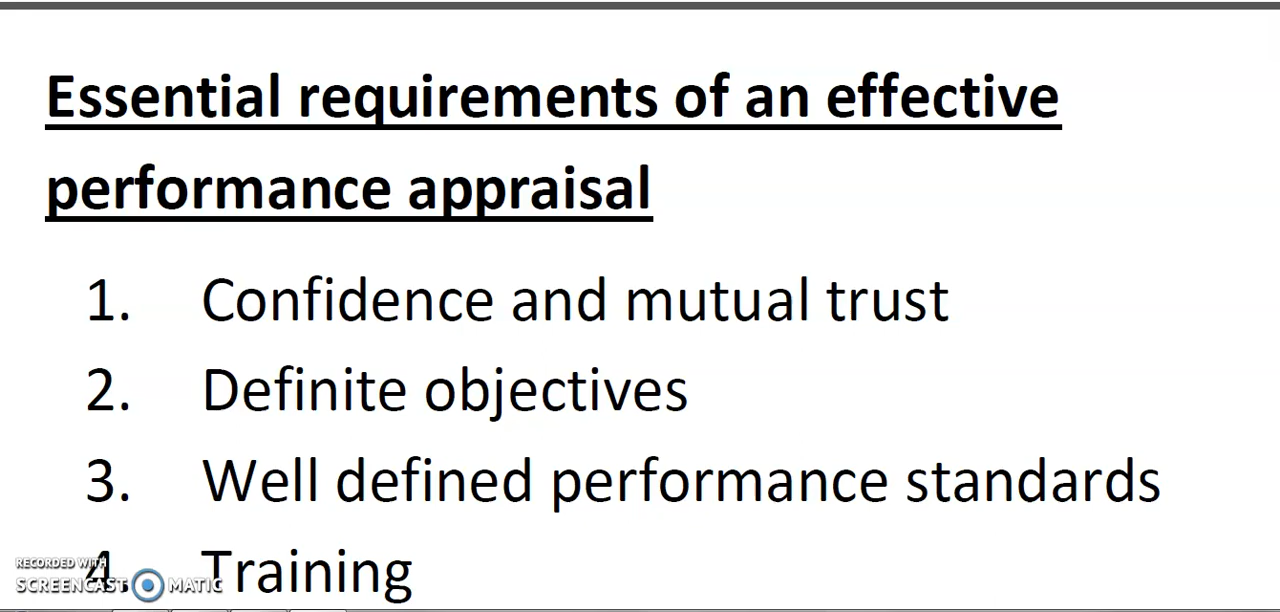 Essential requirements of an effective
performance appraisal
1. Confidence and mutual trust
2. Definite objectives
3. Well defined performance standards
4. Training
RECORDED WITH
SCREENCAST MATIC